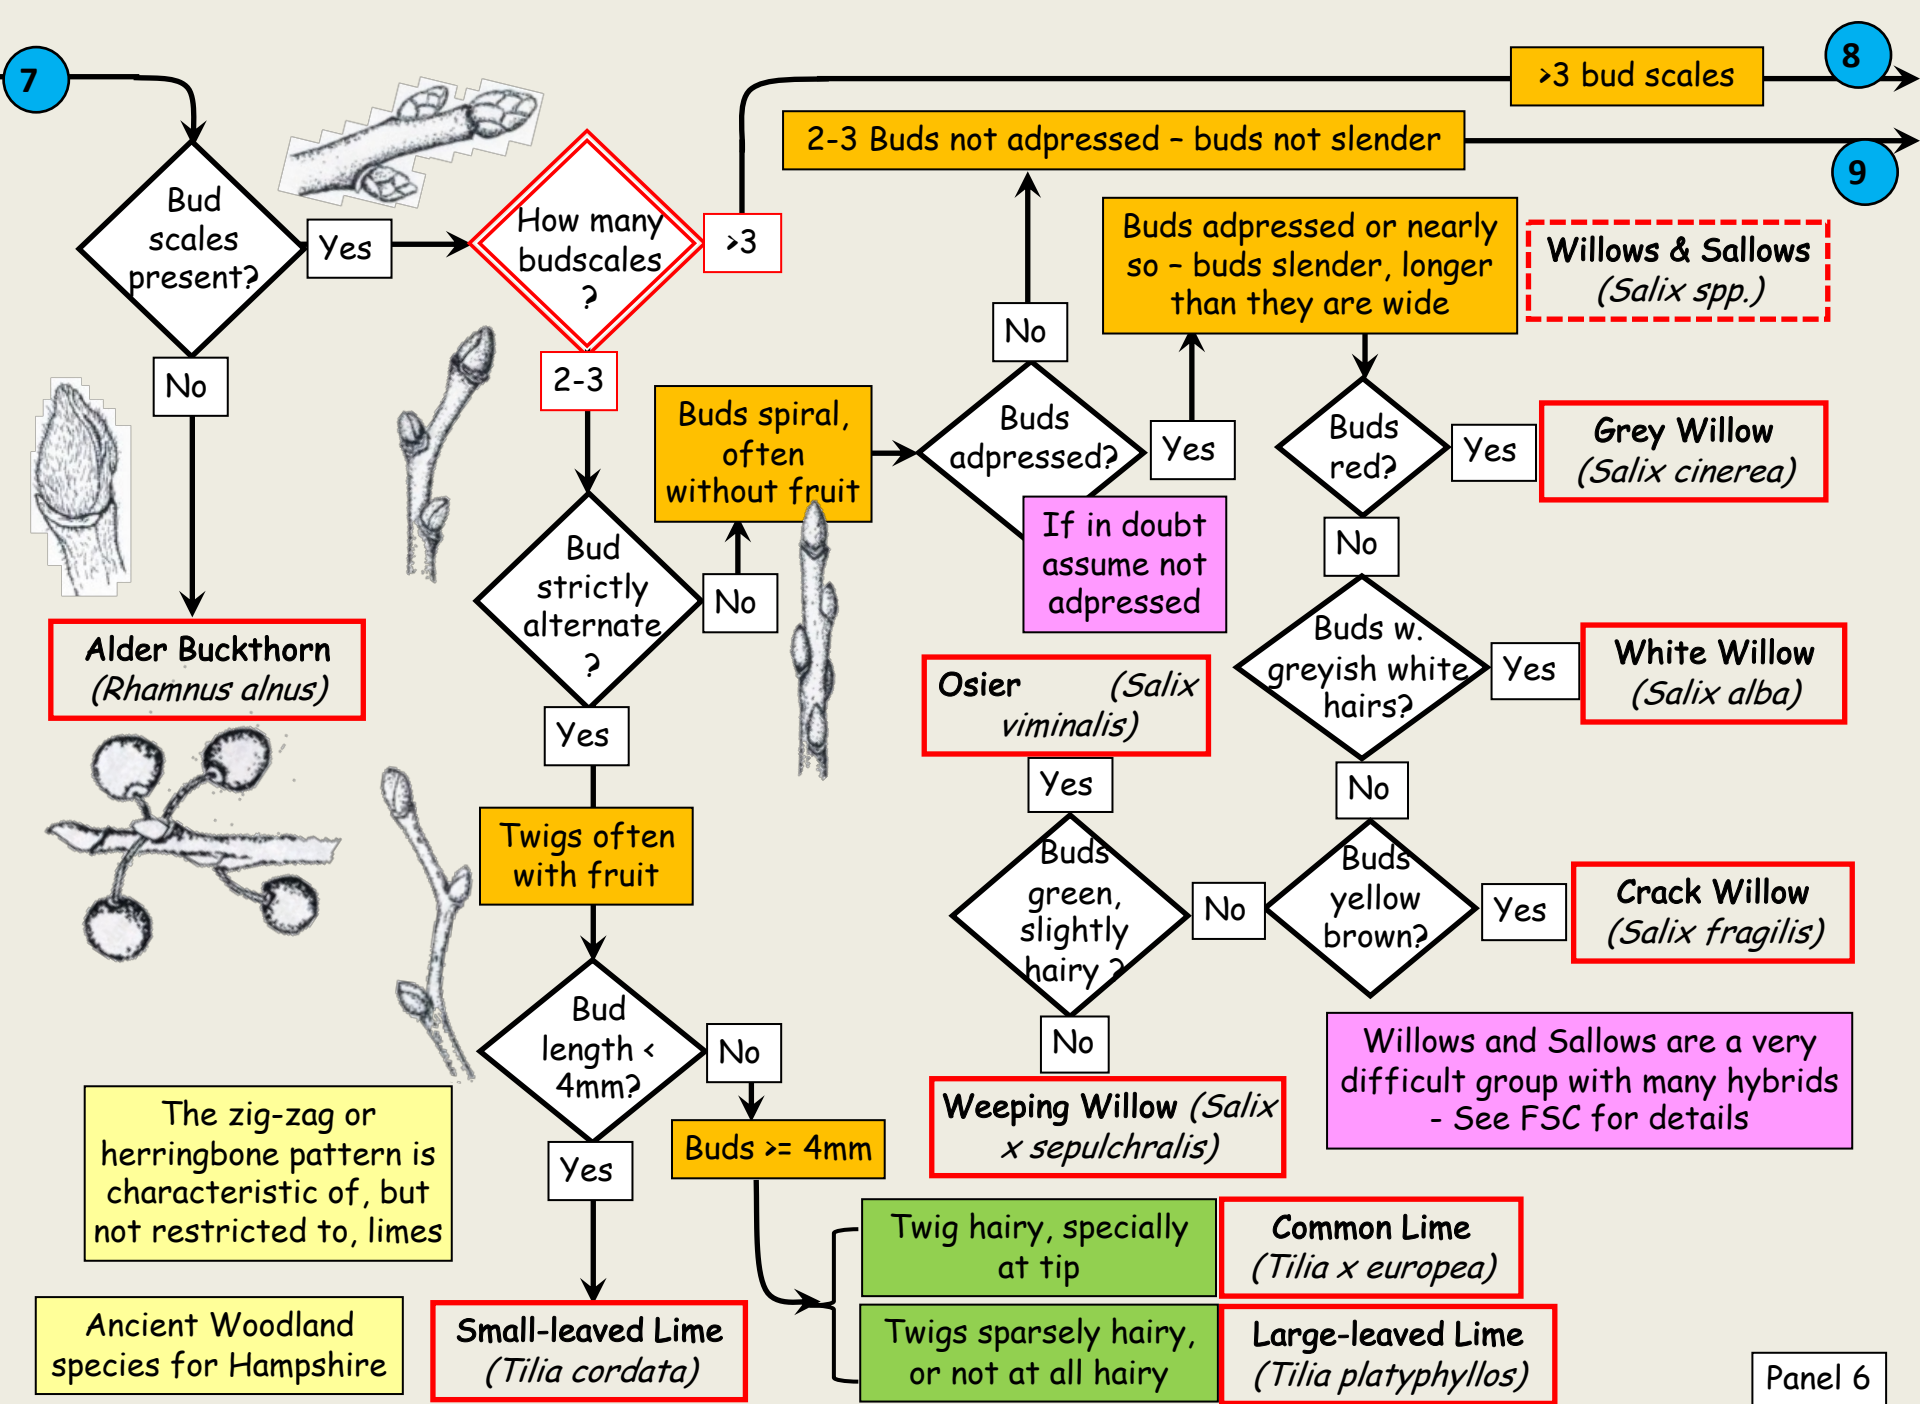 7
8
>3 bud scales
2-3 Buds not adpressed – buds not slender
9
Bud
scales
present?
Yes
No
How many
budscales
?
>3
2-3
Buds adpressed or nearly
so – buds slender, longer
than they are wide
Willows & Sallows
(Salix spp.)
Buds spiral,
often
without fruit
No
Buds
adpressed?
Yes
If in doubt
assume not
adpressed
Buds
red?
Yes
Grey Willow
(Salix cinerea)
No
Bud
strictly
alternate
?
No
Yes
Alder Buckthorn
(Rhamnus alnus)
Buds w.
greyish white
hairs?
Yes
White Willow
(Salix alba)
No
Osier (Salix
viminalis)
Yes
Buds
green,
slightly
hairy ?
No
Buds
yellow
brown?
Yes
Crack Willow
(Salix fragilis)
No
Weeping Willow (Salix
x sepulchralis)
Willows and Sallows are a very
difficult group with many hybrids
- See FSC for details
Twigs often
with fruit
Bud
length <
4mm?
No
Buds >= 4mm
Yes
The zig-zag or
herringbone pattern is
characteristic of, but
not restricted to, limes
Ancient Woodland
species for Hampshire
Small-leaved Lime
(Tilia cordata)
Twig hairy, specially
at tip
Common Lime
(Tilia x europea)
Twigs sparsely hairy,
or not at all hairy
Large-leaved Lime
(Tilia platyphyllos)
Panel 6